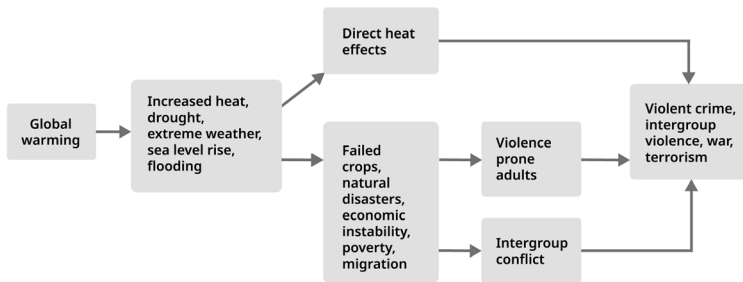 Global
warming
Increased heat,
drought,
extreme weather,
sea level rise,
flooding
Direct heat
effects
Failed
crops,
natural
disasters,
economic
instability,
poverty,
migration
Violence
prone
adults
Intergroup
conflict
Violent crime,
intergroup
violence, war,
terrorism